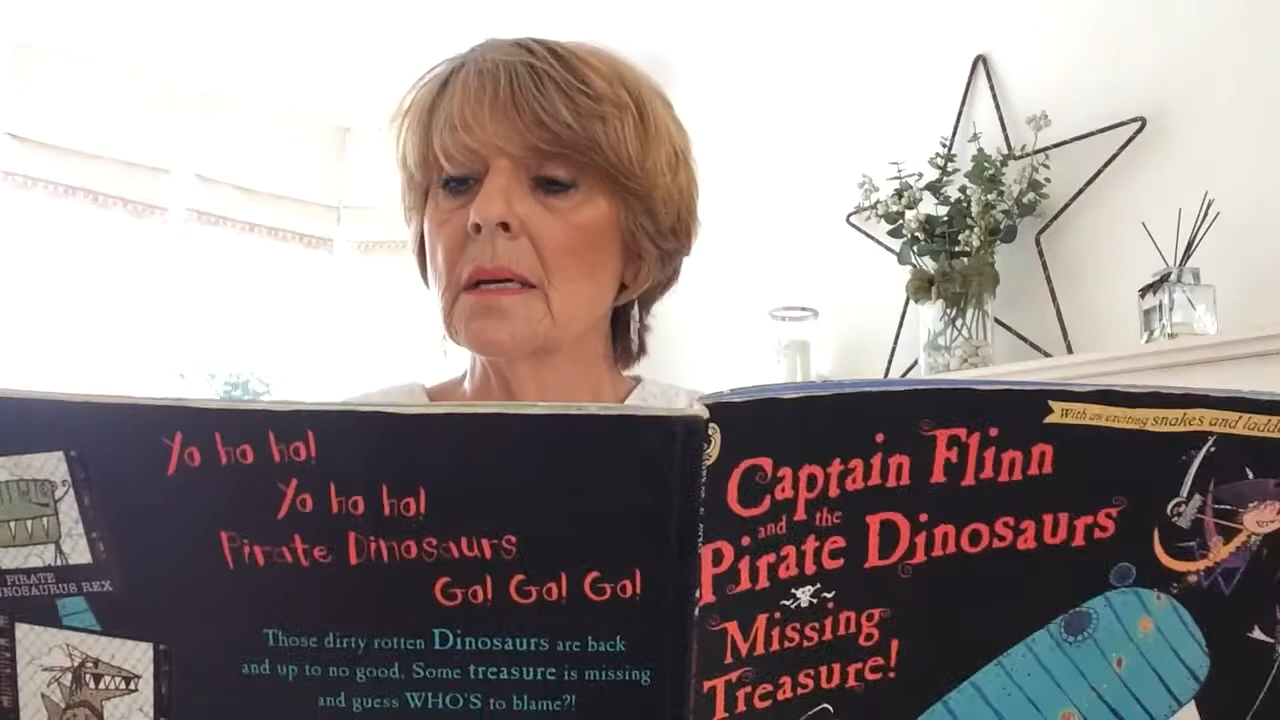 Yo ho ho!
Yo ho ho!
Pirate Dinosaurs
Go! Go! Go!
PIRATE
REX
Those dirty rotten Dinosaurs are back
and up to no good. Some treasure is missing
and guess WHO'S to blame?!
With an exciting snakes and
Captain Flinn
and the
Pirate Dinosaurs
Missing
Treasure!